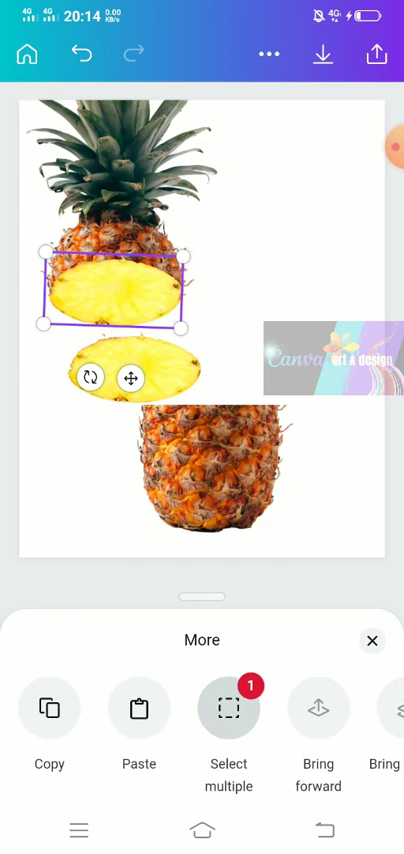 4G 4G 20:14 0.00 KB/s 4G
Canva art & design
More
1
Copy
Paste
Select multiple
Bring forward
Bring